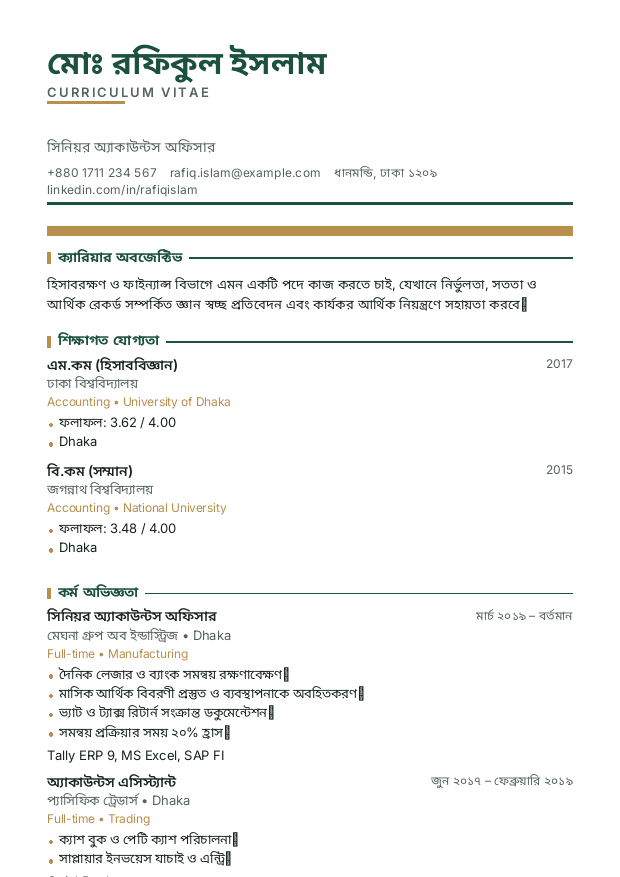 মোঃ রফিকুল ইসলাম
CURRICULUM VITAE
সিনিয়র অ্যাকাউন্টস অফিসার
+880 1711 234 567 rafiq.islam@example.com ধানমন্ডি, ঢাকা ১২০৯
linkedin.com/in/rafiqislam
ক্যারিয়ার অবজেক্টিভ
হিসাবরক্ষণ ও ফাইন্যান্স বিভাগে এমন একটি পদে কাজ করতে চাই, যেখানে নির্ভুলতা, সততা ও
আর্থিক রেকর্ড সম্পর্কিত জ্ঞান স্বচ্ছ প্রতিবেদন এবং কার্যকর আর্থিক নিয়ন্ত্রণে সহায়তা করবে
শিক্ষাগত যোগ্যতা
এম.কম (হিসাববিজ্ঞান) 2017
ঢাকা বিশ্ববিদ্যালয়
Accounting • University of Dhaka
• ফলাফল: 3.62 / 4.00
• Dhaka
বি.কম (সম্মান) 2015
জগন্নাথ বিশ্ববিদ্যালয়
Accounting • National University
• ফলাফল: 3.48 / 4.00
• Dhaka
কর্ম অভিজ্ঞতা
সিনিয়র অ্যাকাউন্টস অফিসার মার্চ ২০১৯ – বর্তমান
মেঘনা গ্রুপ অব ইন্ডাস্ট্রিজ • Dhaka
Full-time • Manufacturing
• দৈনিক লেজার ও ব্যাংক সমন্বয় রক্ষণাবেক্ষণ
• মাসিক আর্থিক বিবরণী প্রস্তুত ও ব্যবস্থাপনাকে অবহিতকরণ
• ভ্যাট ও ট্যাক্স রিটার্ন সংক্রান্ত ডকুমেন্টেশন
• সমন্বয় প্রক্রিয়ার সময় ২০% হ্রাস
Tally ERP 9, MS Excel, SAP FI
অ্যাকাউন্টস এসিস্ট্যান্ট জুন ২০১৭ – ফেব্রুয়ারি ২০১৯
প্যাসিফিক ট্রেডার্স • Dhaka
Full-time • Trading
• ক্যাশ বুক ও পেটি ক্যাশ পরিচালনা
• সাপ্লায়ার ইনভয়েস যাচাই ও এন্ট্রি